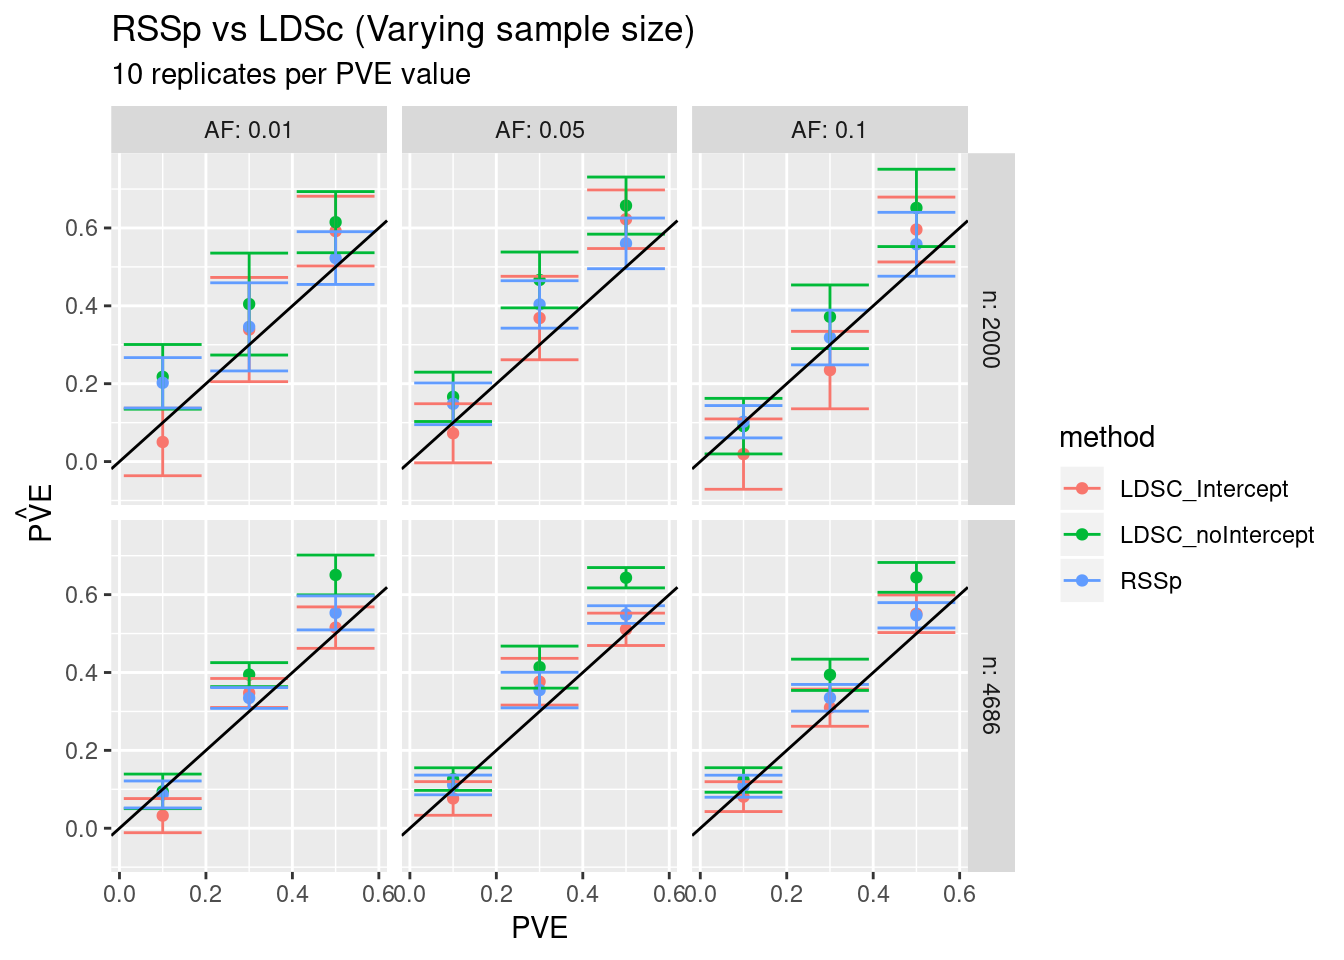 RSSp vs LDSc (Varying sample size)
10 replicates per PVE value
AF: 0.01
AF: 0.05
AF: 0.1
0.6
0.4
0.2
0.0
n: 2000
0.6
0.4
0.2
0.0
n: 4686
0.0 0.2 0.4 0.6
0.0 0.2 0.4 0.6
0.0 0.2 0.4 0.6
PVE
PV̂E
method
LDSC_Intercept
LDSC_noIntercept
RSSp